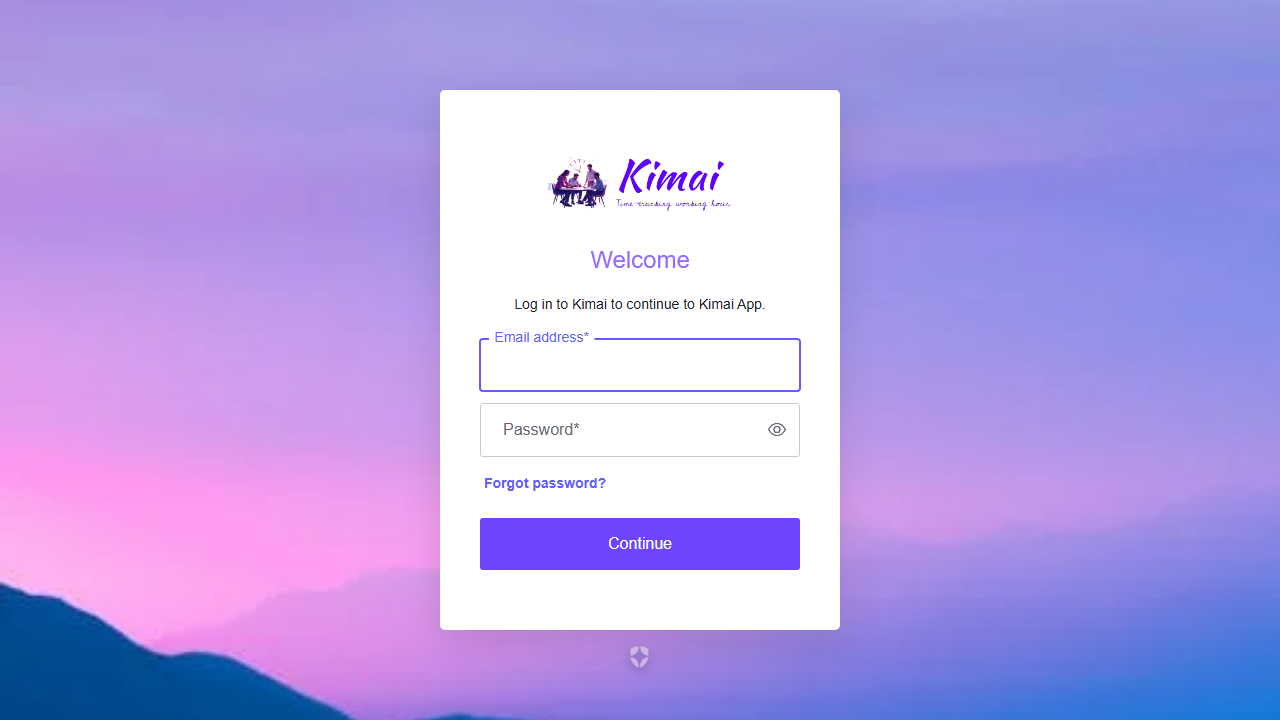 Kimai
Time tracking working hour
Welcome
Log in to Kimai to continue to Kimai App.
Email address*
Password*
Forgot password?
Continue